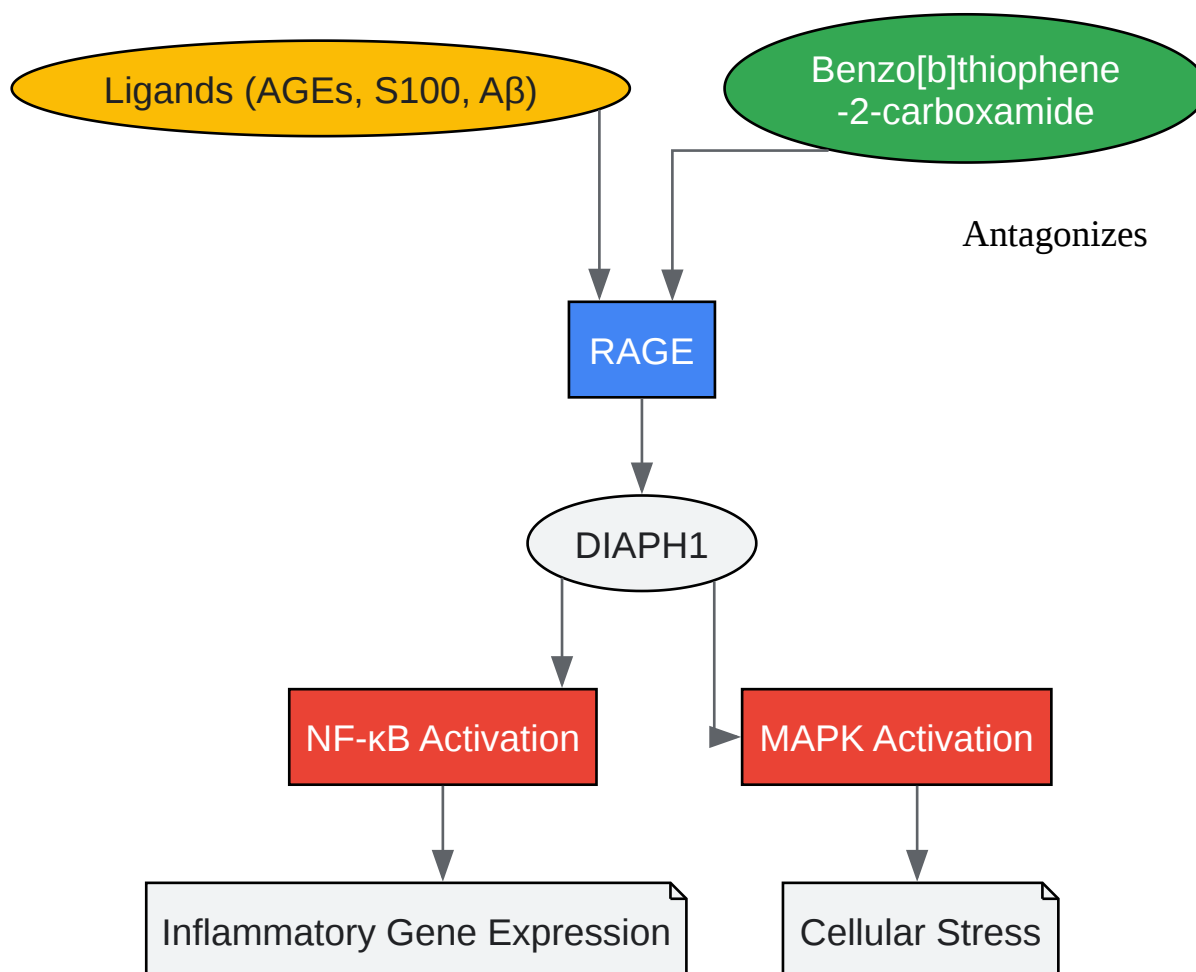 Ligands (AGEs, S100, Aβ)
Benzo[b]thiophene
-2-carboxamide
Antagonizes
RAGE
DIAPH1
NF-κB Activation
MAPK Activation
Inflammatory Gene Expression
Cellular Stress